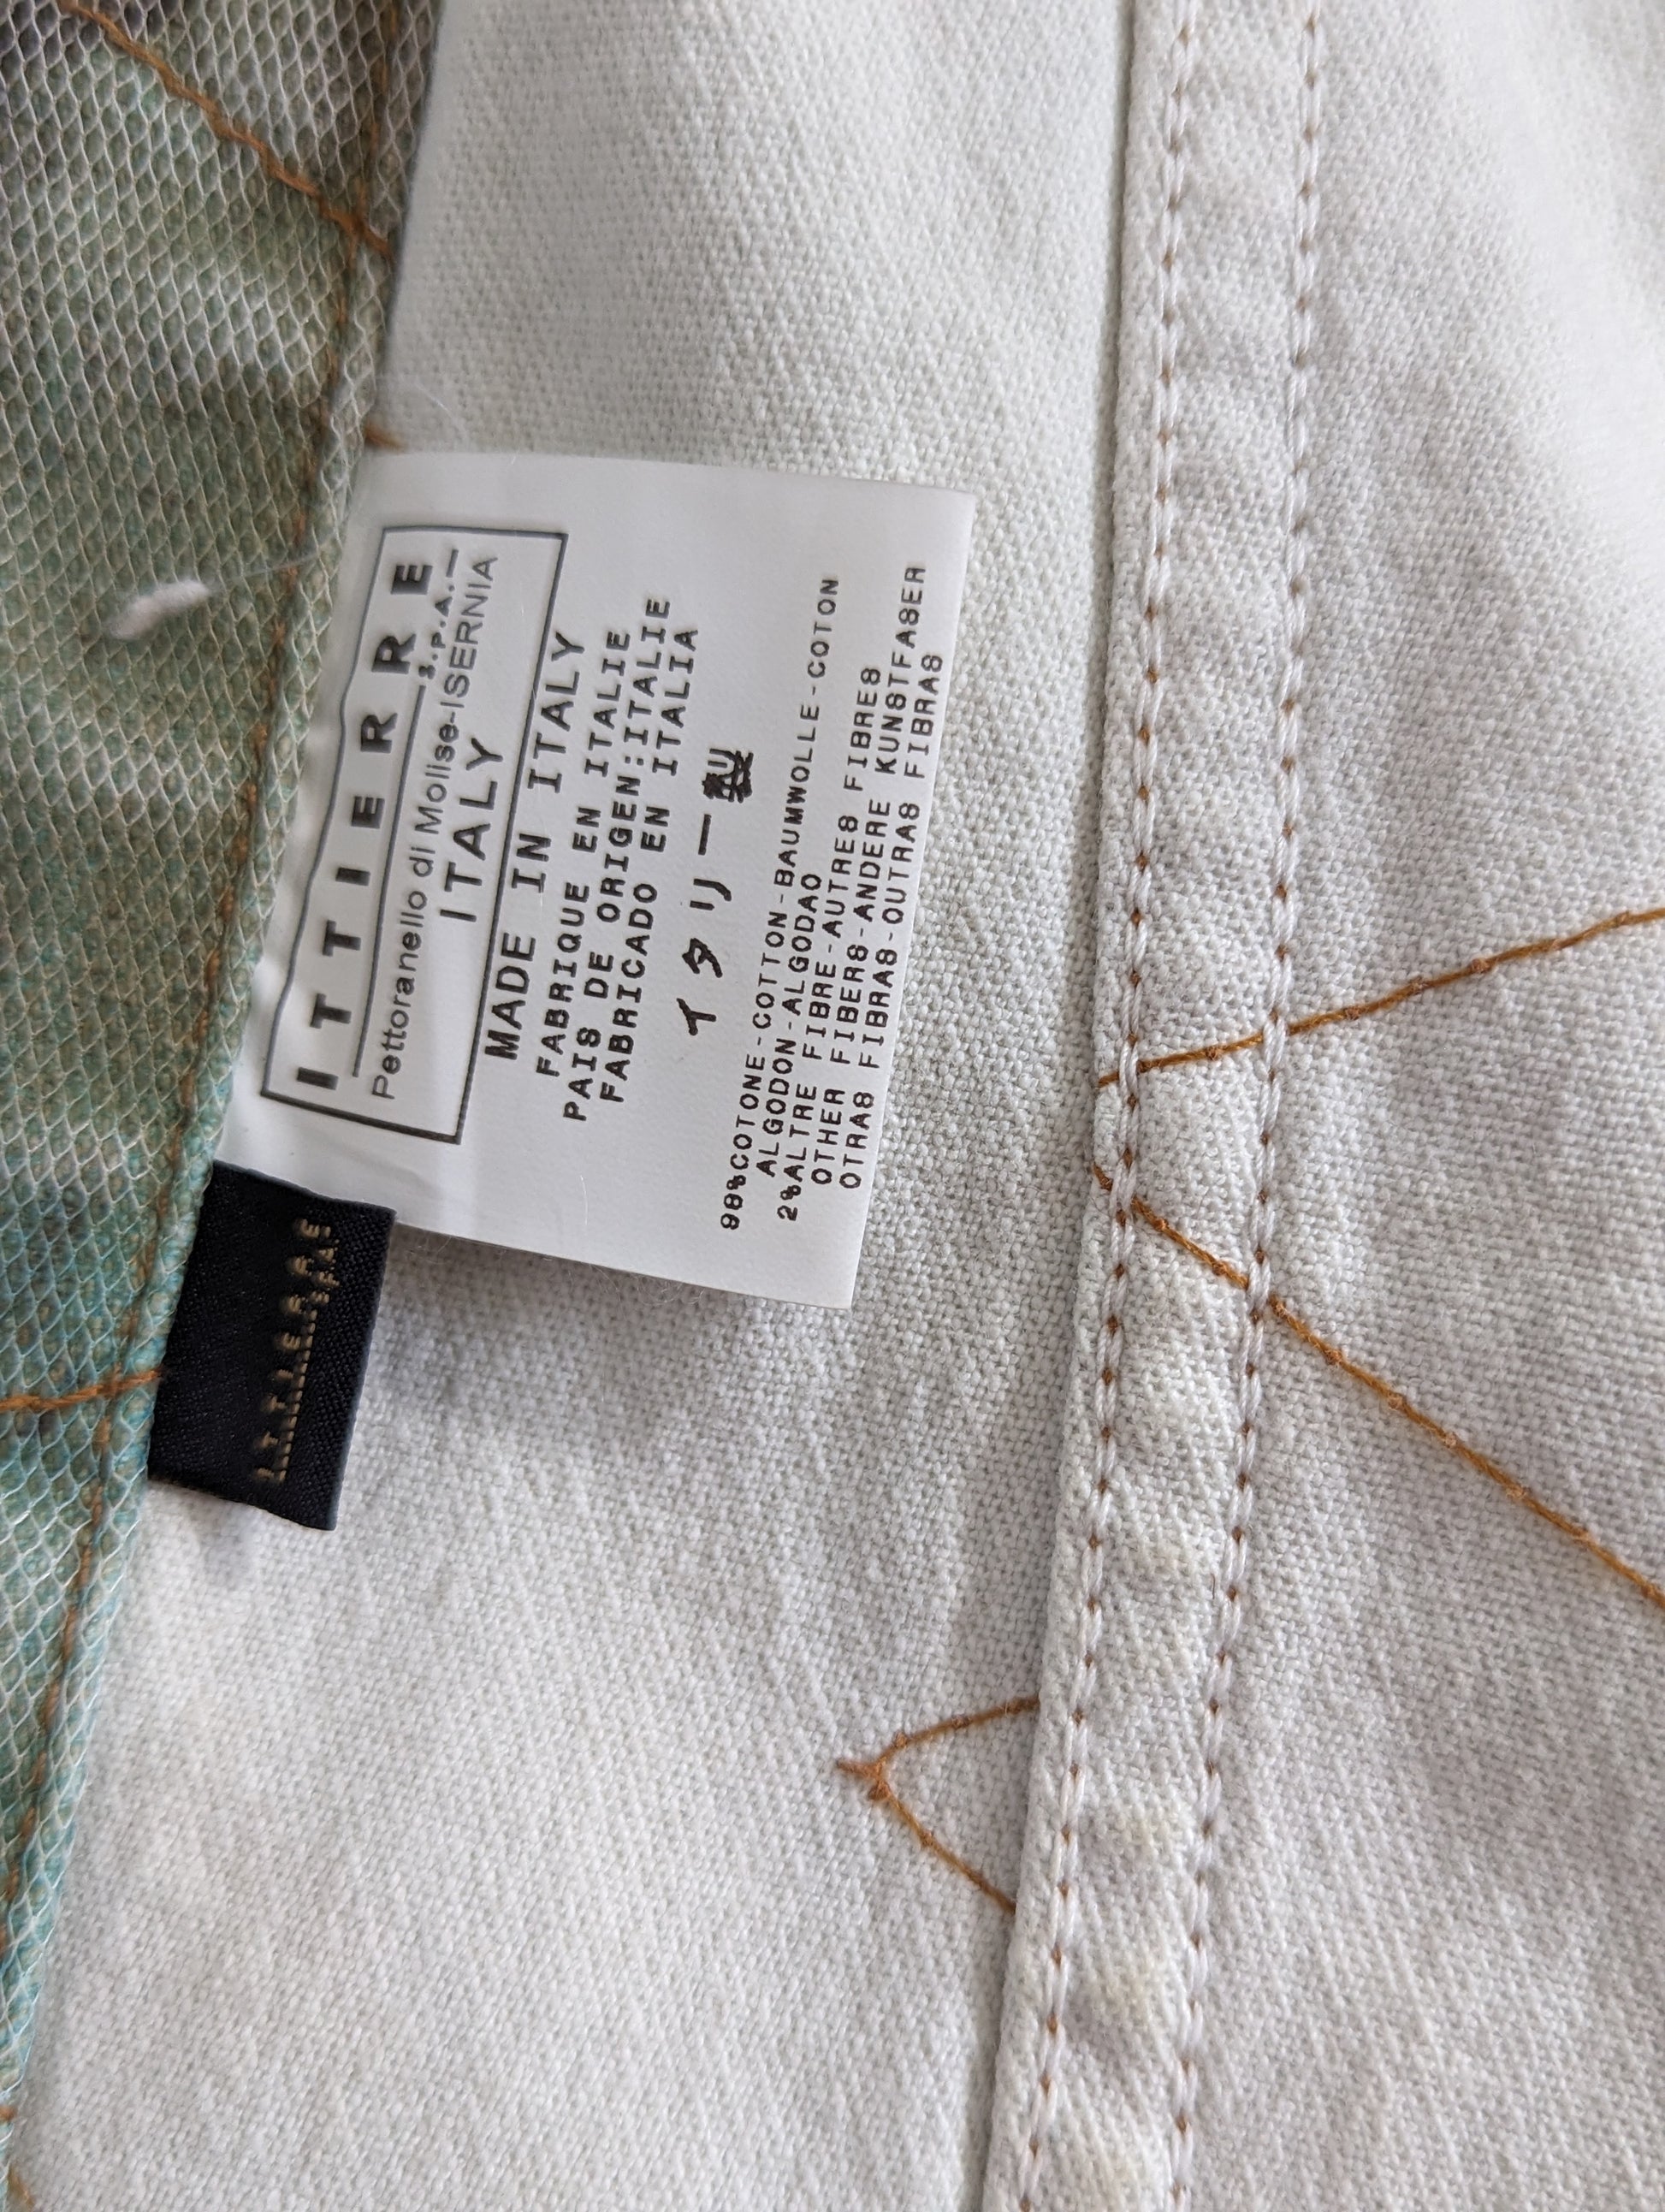 ITTIERRE
S.P.A.
Pettoranello di Molise-ISERNIA
ITALY
MADE IN ITALY
FABRIQUE EN ITALIE
PAIS DE ORIGEN:ITALIE
FABRICADO EN ITALIA
イタリー製
98%COTONE-COTTON-BAUMWOLLE-COTON
ALGODON-ALGODAO
2%ALTRE FIBRE-AUTRES FIBRES
OTHER FIBERS-ANDERE KUNSTFASER
OTRAS FIBRAS-OUTRAS FIBRAS
ITTIERRE
SPA